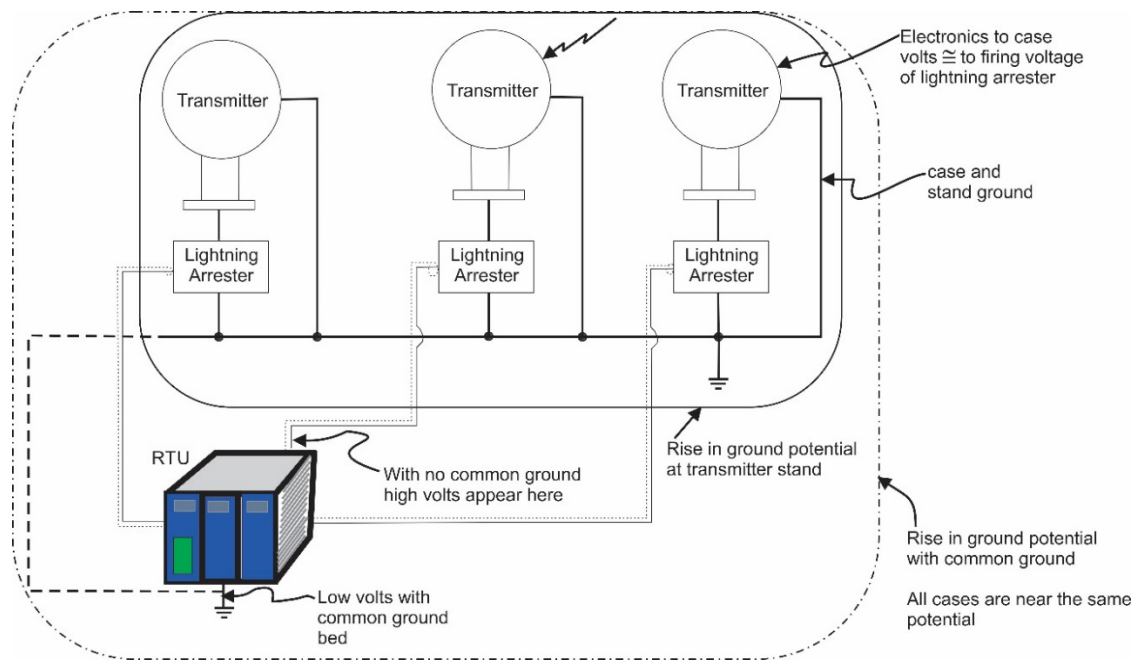 Transmitter
Transmitter
Transmitter
Electronics to case
volts ≅ to firing voltage
of lightning arrester
case and
stand ground
Lightning
Arrester
Lightning
Arrester
Lightning
Arrester
RTU
With no common ground
high volts appear here
Rise in ground potential
at transmitter stand
Rise in ground potential
with common ground
All cases are near the same
potential
Low volts with
common ground
bed